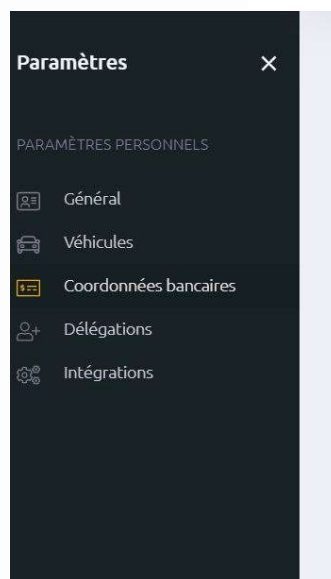 Paramètres
PARAMÈTRES PERSONNELS
Général
Véhicules
Coordonnées bancaires
Délégations
Intégrations